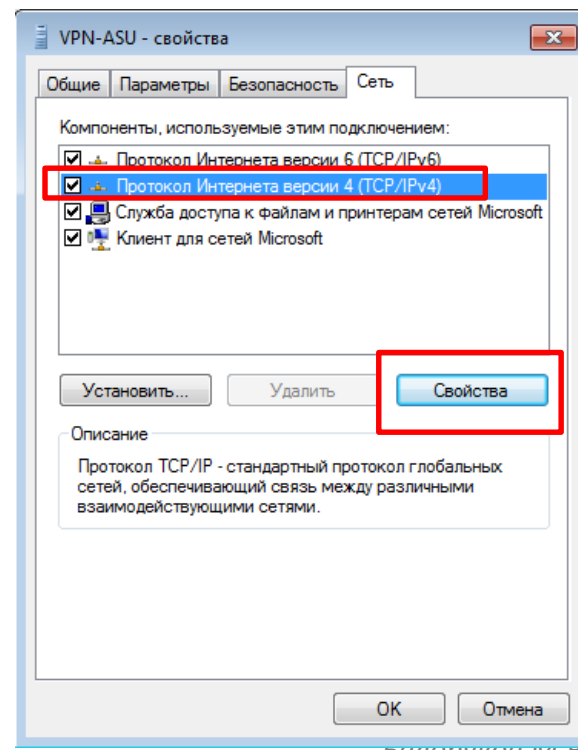 VPN-ASU - свойства
Общие Параметры Безопасность Сеть
Компоненты, используемые этим подключением:
Протокол Интернета версии 6 (TCP/IPv6)
Протокол Интернета версии 4 (TCP/IPv4)
Служба доступа к файлам и принтерам сетей Microsoft
Клиент для сетей Microsoft
Установить... Удалить Свойства
Описание
Протокол TCP/IP - стандартный протокол глобальных
сетей, обеспечивающий связь между различными
взаимодействующими сетями.
ОК Отмена